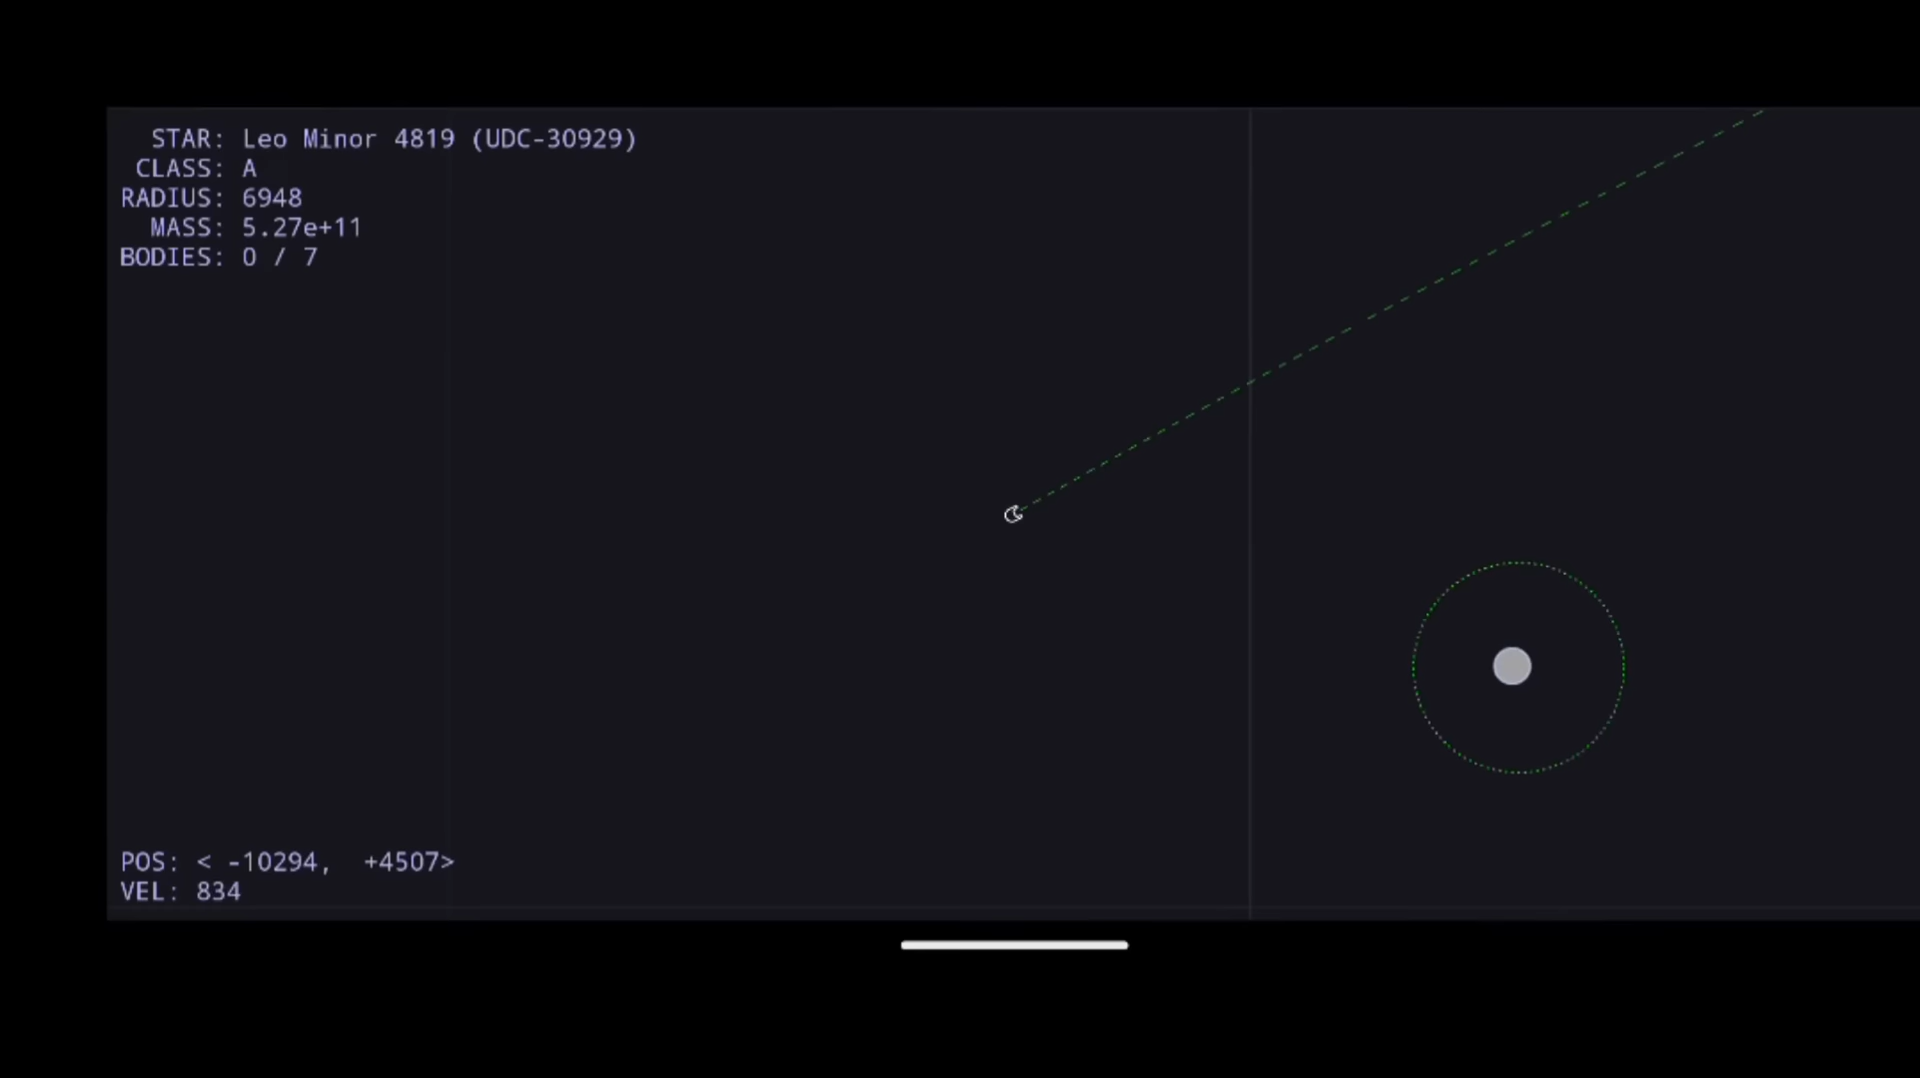 STAR: Leo Minor 4819 (UDC-30929)
CLASS: A
RADIUS: 6948
MASS: 5.27e+11
BODIES: 0 / 7
POS: < -10294, +4507>
VEL: 834